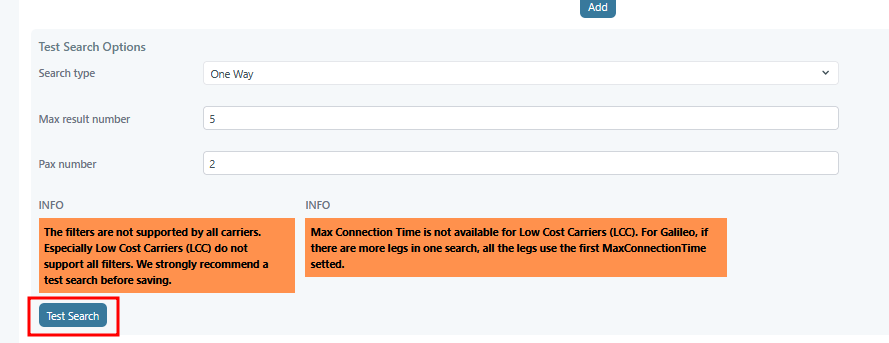 Add
Test Search Options
Search type
One Way
Max result number
5
Pax number
2
INFO
The filters are not supported by all carriers.
Especially Low Cost Carriers (LCC) do not
support all filters. We strongly recommend a
test search before saving.
INFO
Max Connection Time is not available for Low Cost Carriers (LCC). For Galileo, if
there are more legs in one search, all the legs use the first MaxConnectionTime
setted.
Test Search